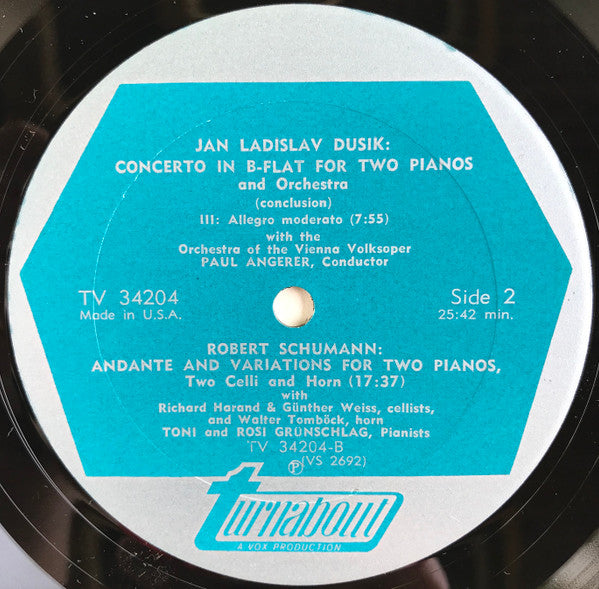 JAN LADISLAV DUSIK:
CONCERTO IN B-FLAT FOR TWO PIANOS
and Orchestra
(conclusion)
III: Allegro moderato (7:55)
with the
Orchestra of the Vienna Volksoper
PAUL ANGERER, Conductor
TV 34204
Made in U.S.A.
Side 2
25:42 min.
ROBERT SCHUMANN:
ANDANTE AND VARIATIONS FOR TWO PIANOS,
Two Celli and Horn (17:37)
with
Richard Harand & Günther Weiss, cellists,
and Walter Tomböck, horn
TONI and ROSI GRÜNSCHLAG, Pianists
TV 34204-B
℗ (VS 2692)
turnabout
A VOX PRODUCTION